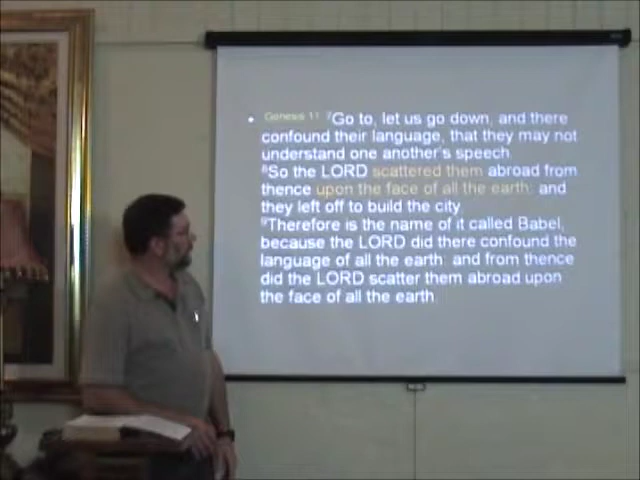 • Genesis 11 ⁷Go to, let us go down, and there
confound their language, that they may not
understand one another's speech.
⁸So the LORD scattered them abroad from
thence upon the face of all the earth: and
they left off to build the city.
⁹Therefore is the name of it called Babel,
because the LORD did there confound the
language of all the earth: and from thence
did the LORD scatter them abroad upon
the face of all the earth.